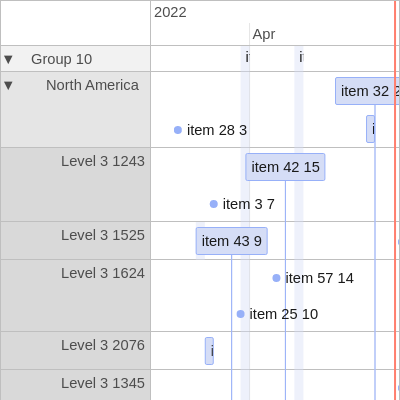 2022
Apr
▼ Group 10
▼ North America
item 32 2
item 28 3
Level 3 1243
item 42 15
item 3 7
Level 3 1525
item 43 9
Level 3 1624
item 57 14
item 25 10
Level 3 2076
Level 3 1345